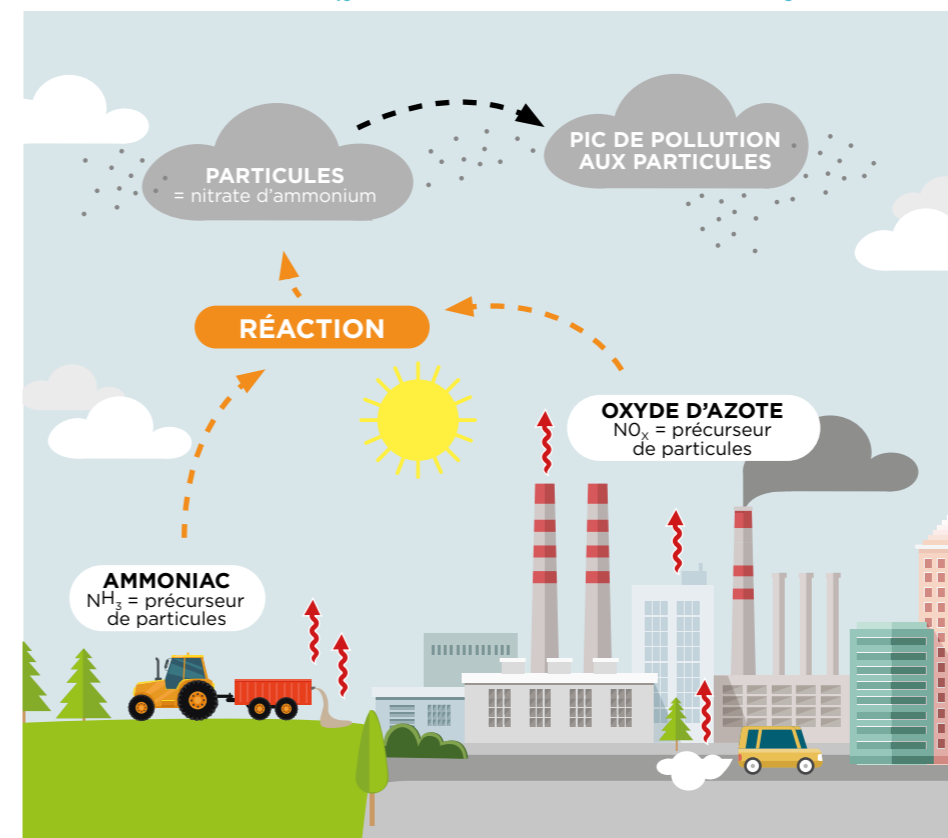 PARTICULES
= nitrate d'ammonium
PIC DE POLLUTION
AUX PARTICULES
RÉACTION
OXYDE D'AZOTE
N0ₓ = précurseur
de particules
AMMONIAC
NH₃ = précurseur
de particules